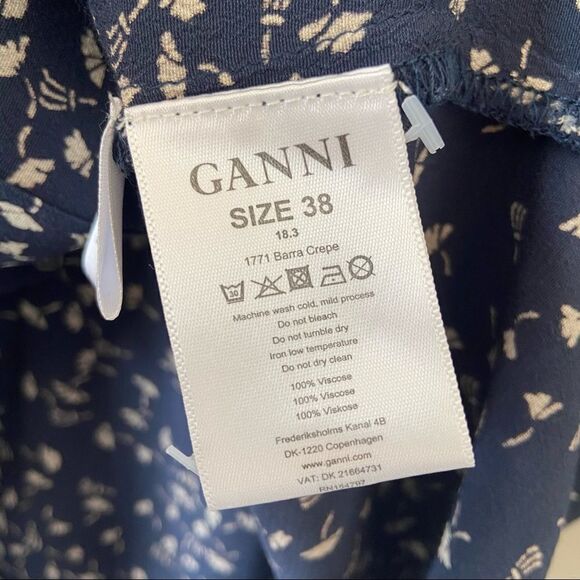 GANNI
SIZE 38
18.3
1771 Barra Crepe
30
Machine wash cold, mild process
Do not bleach
Do not tumble dry
Iron low temperature
Do not dry clean
100% Viscose
100% Viscose
100% Viskose
Frederiksholms Kanal 4B
DK-1220 Copenhagen
www.ganni.com
VAT: DK 21664731
RN154797